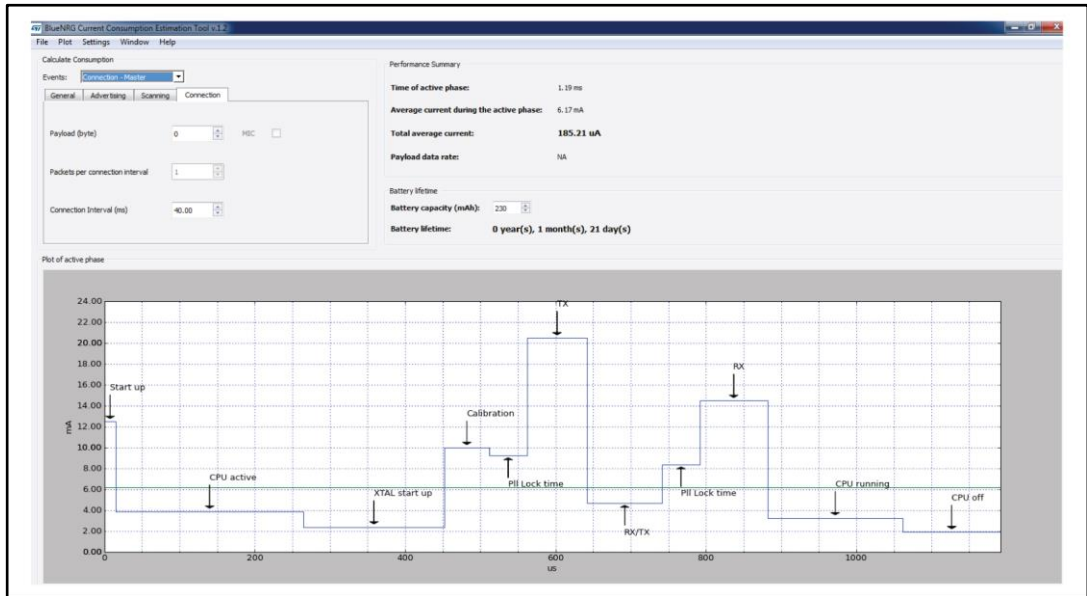 BlueNRG Current Consumption Estimation Tool v.1.2
File Plot Settings Window Help
Calculate Consumption
Events: Connection - Master
General Advertising Scanning Connection
Payload (byte) 0 MIC
Packets per connection interval 1
Connection Interval (ms) 40.00
Performance Summary
Time of active phase: 1.19 ms
Average current during the active phase: 6.17 mA
Total average current: 185.21 uA
Payload data rate: NA
Battery lifetime
Battery capacity (mAh): 230
Battery lifetime: 0 year(s), 1 month(s), 21 day(s)
Plot of active phase
24.00
22.00
20.00
18.00
16.00
14.00
12.00
10.00
8.00
6.00
4.00
2.00
0.00
mA
Start up
CPU active
XTAL start up
Calibration
Pll Lock time
TX
RX/TX
Pll Lock time
RX
CPU running
CPU off
0 200 400 600 800 1000
us